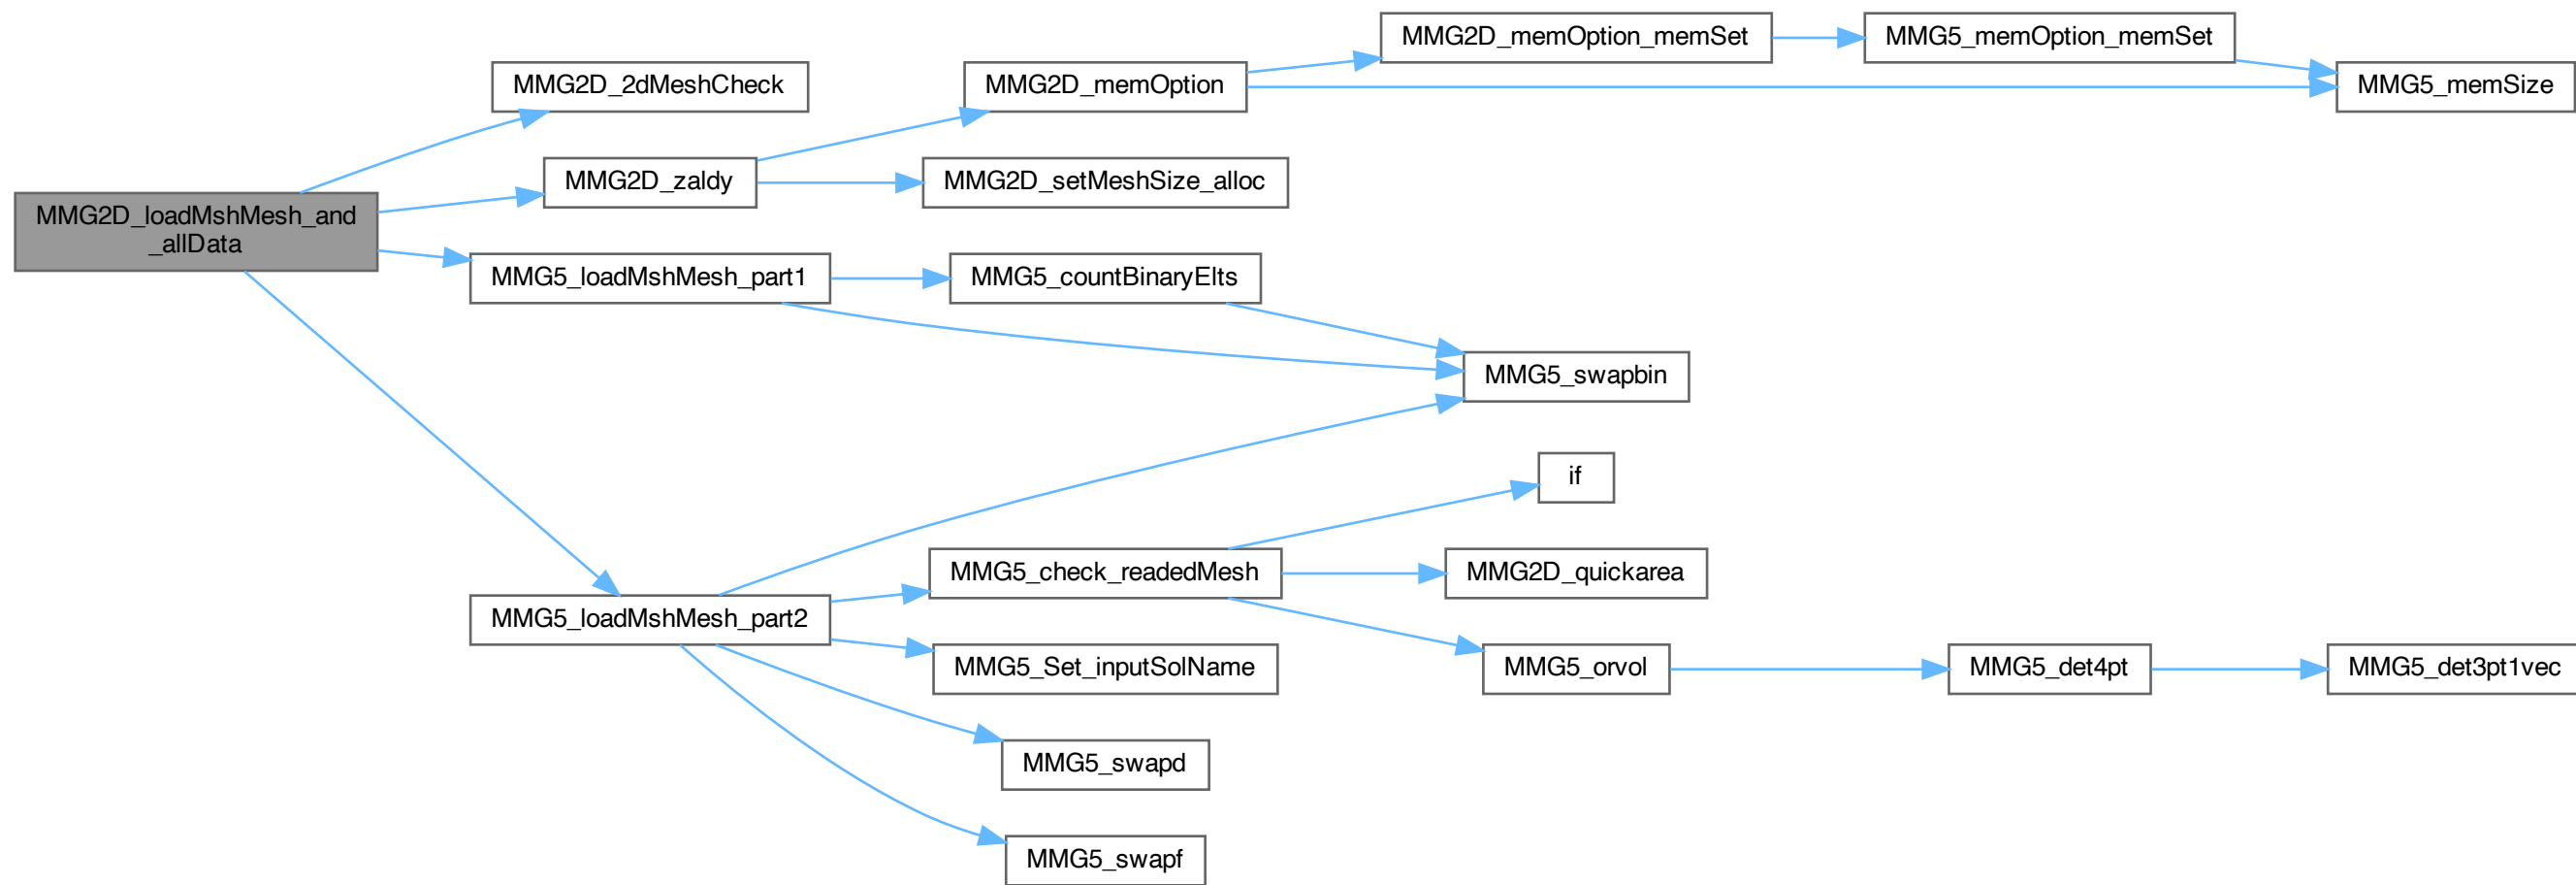 MMG2D_loadMshMesh_and
_allData
MMG2D_2dMeshCheck
MMG2D_zaldy
MMG2D_memOption
MMG2D_memOption_memSet
MMG5_memOption_memSet
MMG5_memSize
MMG2D_setMeshSize_alloc
MMG5_loadMshMesh_part1
MMG5_countBinaryElts
MMG5_swapbin
MMG5_loadMshMesh_part2
MMG5_check_readedMesh
if
MMG2D_quickarea
MMG5_orvol
MMG5_det4pt
MMG5_det3pt1vec
MMG5_Set_inputSolName
MMG5_swapd
MMG5_swapf